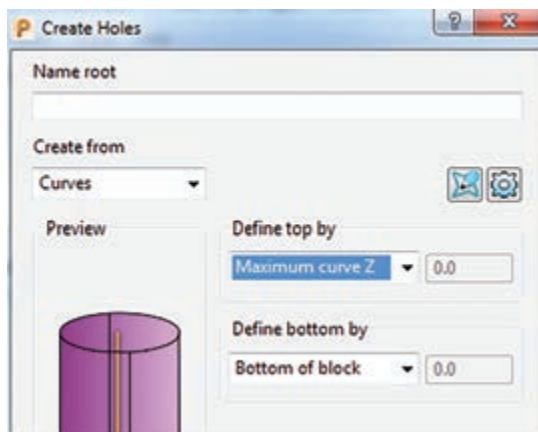 Create Holes
Name root
Create from
Curves
Preview
Define top by
Maximum curve Z 0.0
Define bottom by
Bottom of block 0.0